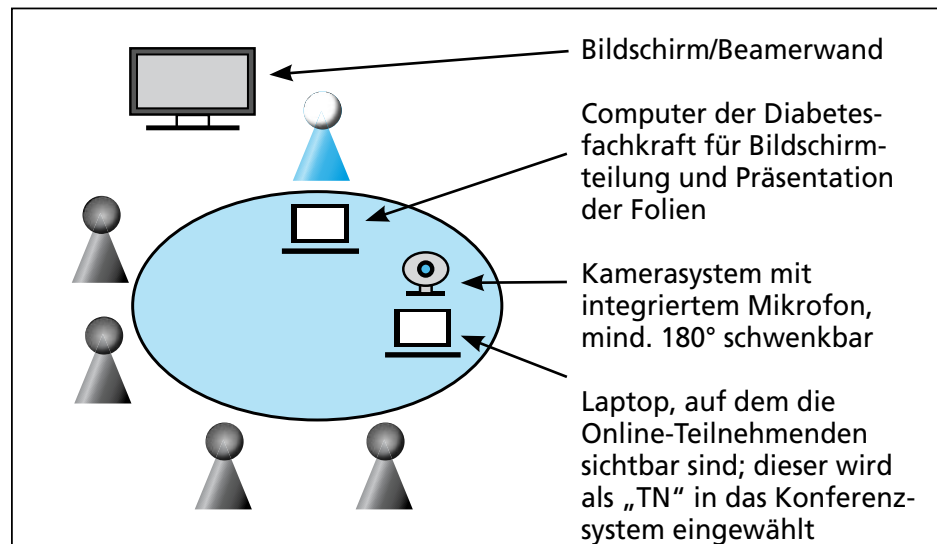 Bildschirm/Beamerwand
Computer der Diabetes-
fachkraft für Bildschirm-
teilung und Präsentation
der Folien
Kamerasystem mit
integriertem Mikrofon,
mind. 180° schwenkbar
Laptop, auf dem die
Online-Teilnehmenden
sichtbar sind; dieser wird
als „TN“ in das Konferenz-
system eingewählt